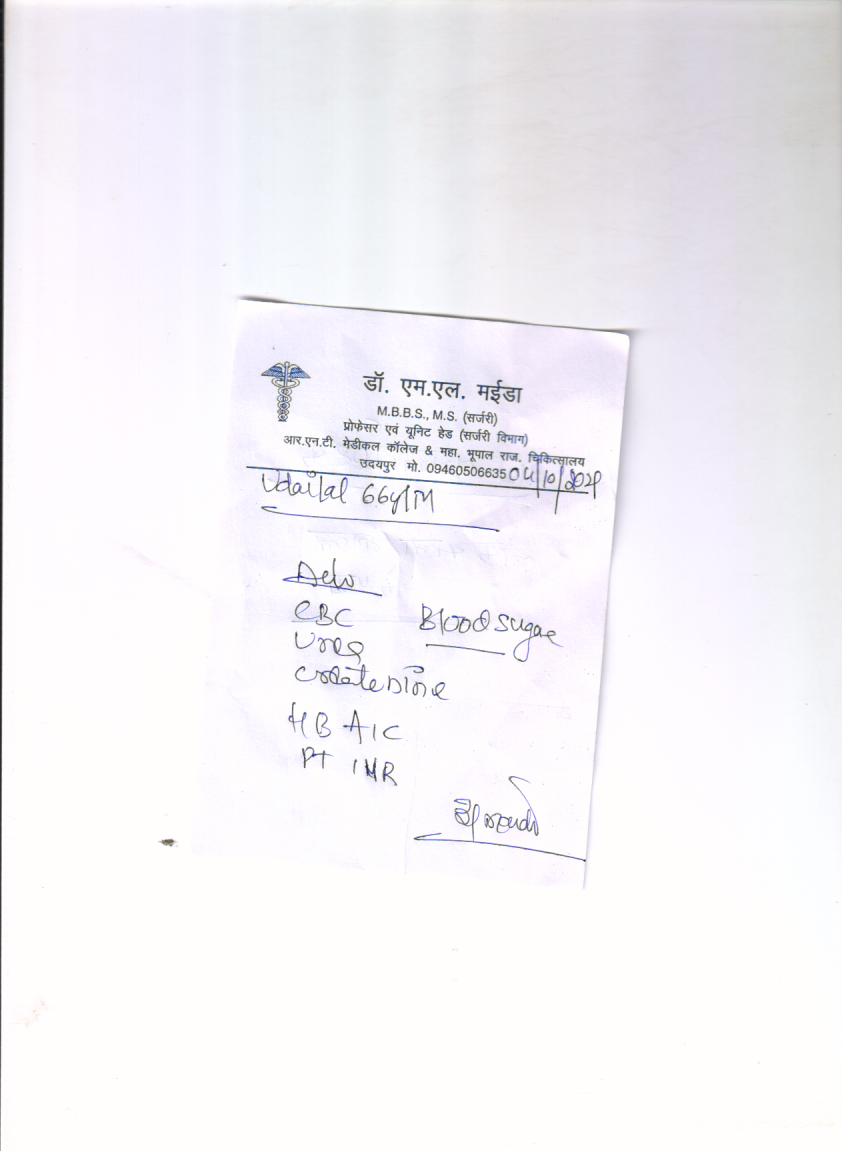 डॉ. एम.एल. मईडा
M.B.B.S., M.S. (सर्जरी)
प्रोफेसर एवं यूनिट हेड (सर्जरी विभाग)
आर.एन.टी. मेडीकल कॉलेज & महा. भूपाल राज. चिकित्सालय
उदयपुर मो. 09460506635 04/10/2021
Udailal 66y/M
Adv
CBC Blood Sugar
Urea
Createnine
HB A1C
PT INR